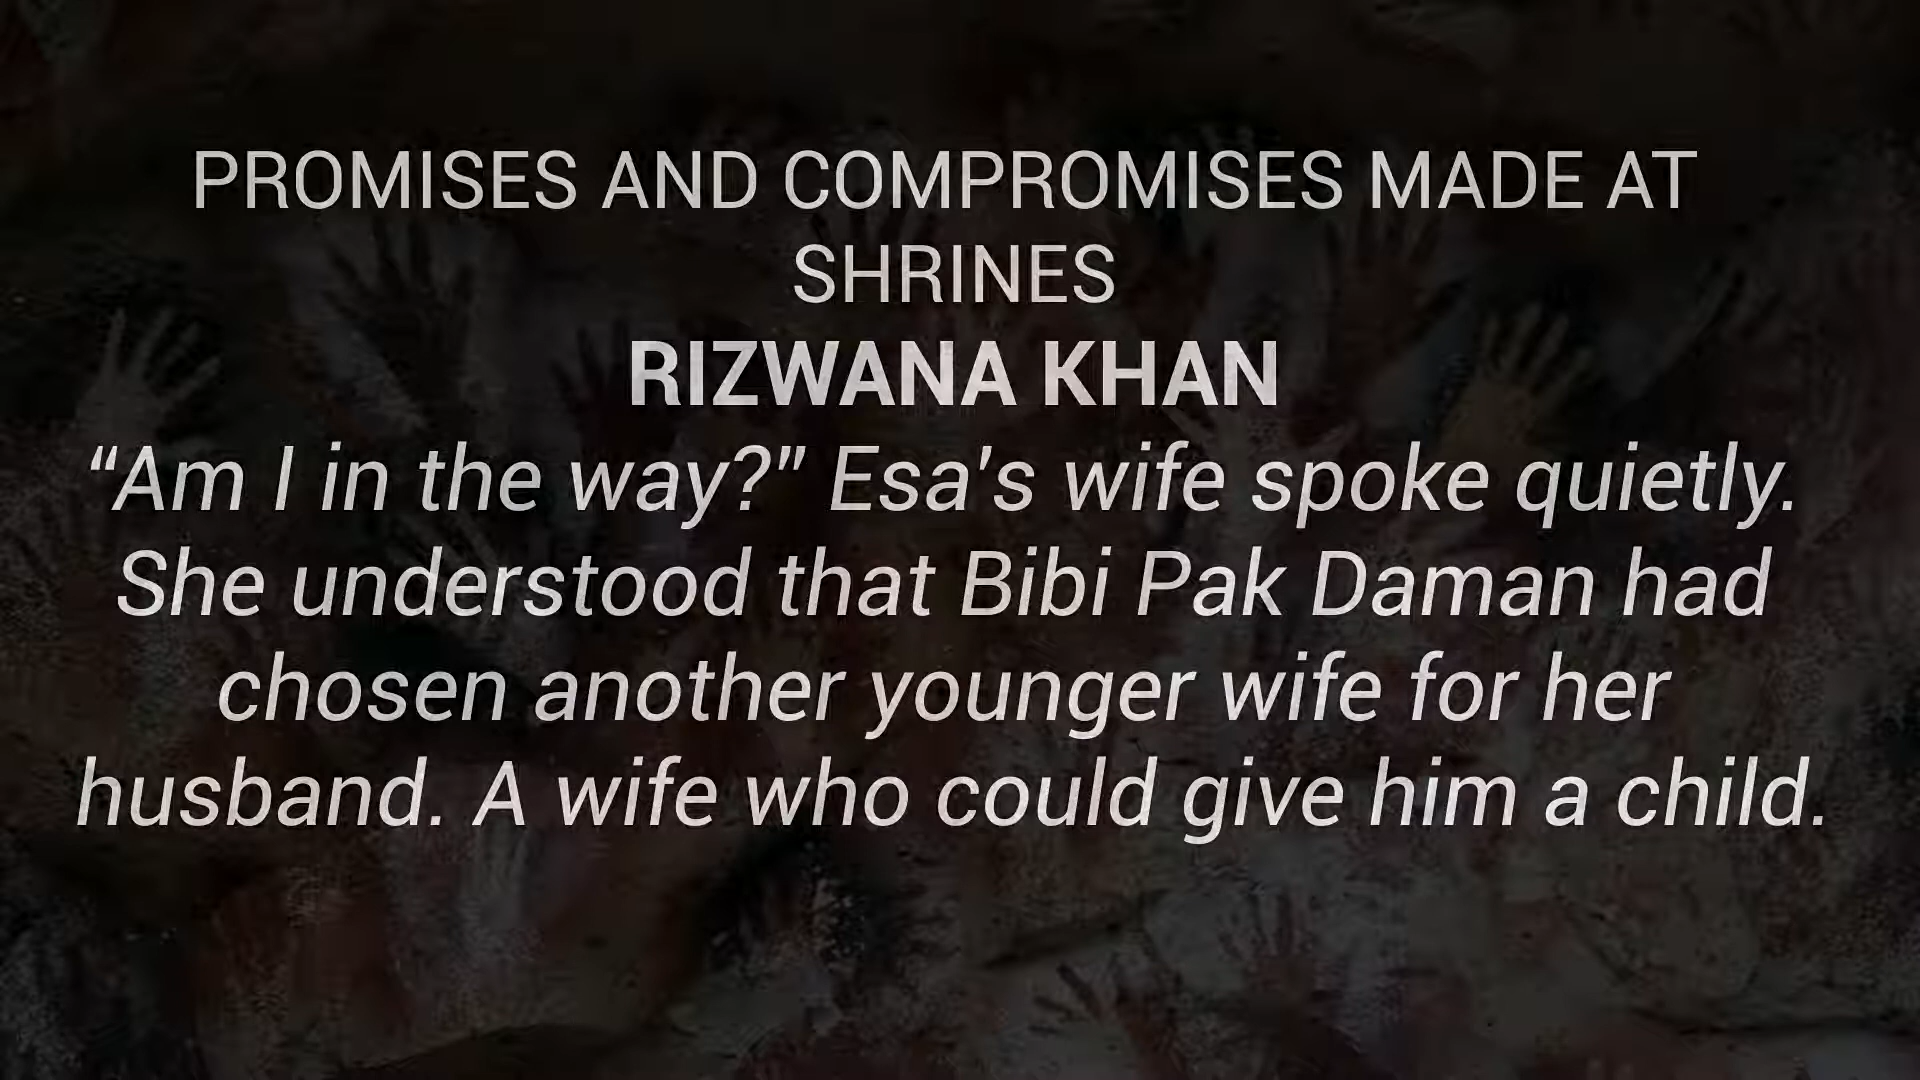 PROMISES AND COMPROMISES MADE AT
SHRINES
RIZWANA KHAN
“Am I in the way?” Esa's wife spoke quietly.
She understood that Bibi Pak Daman had
chosen another younger wife for her
husband. A wife who could give him a child.